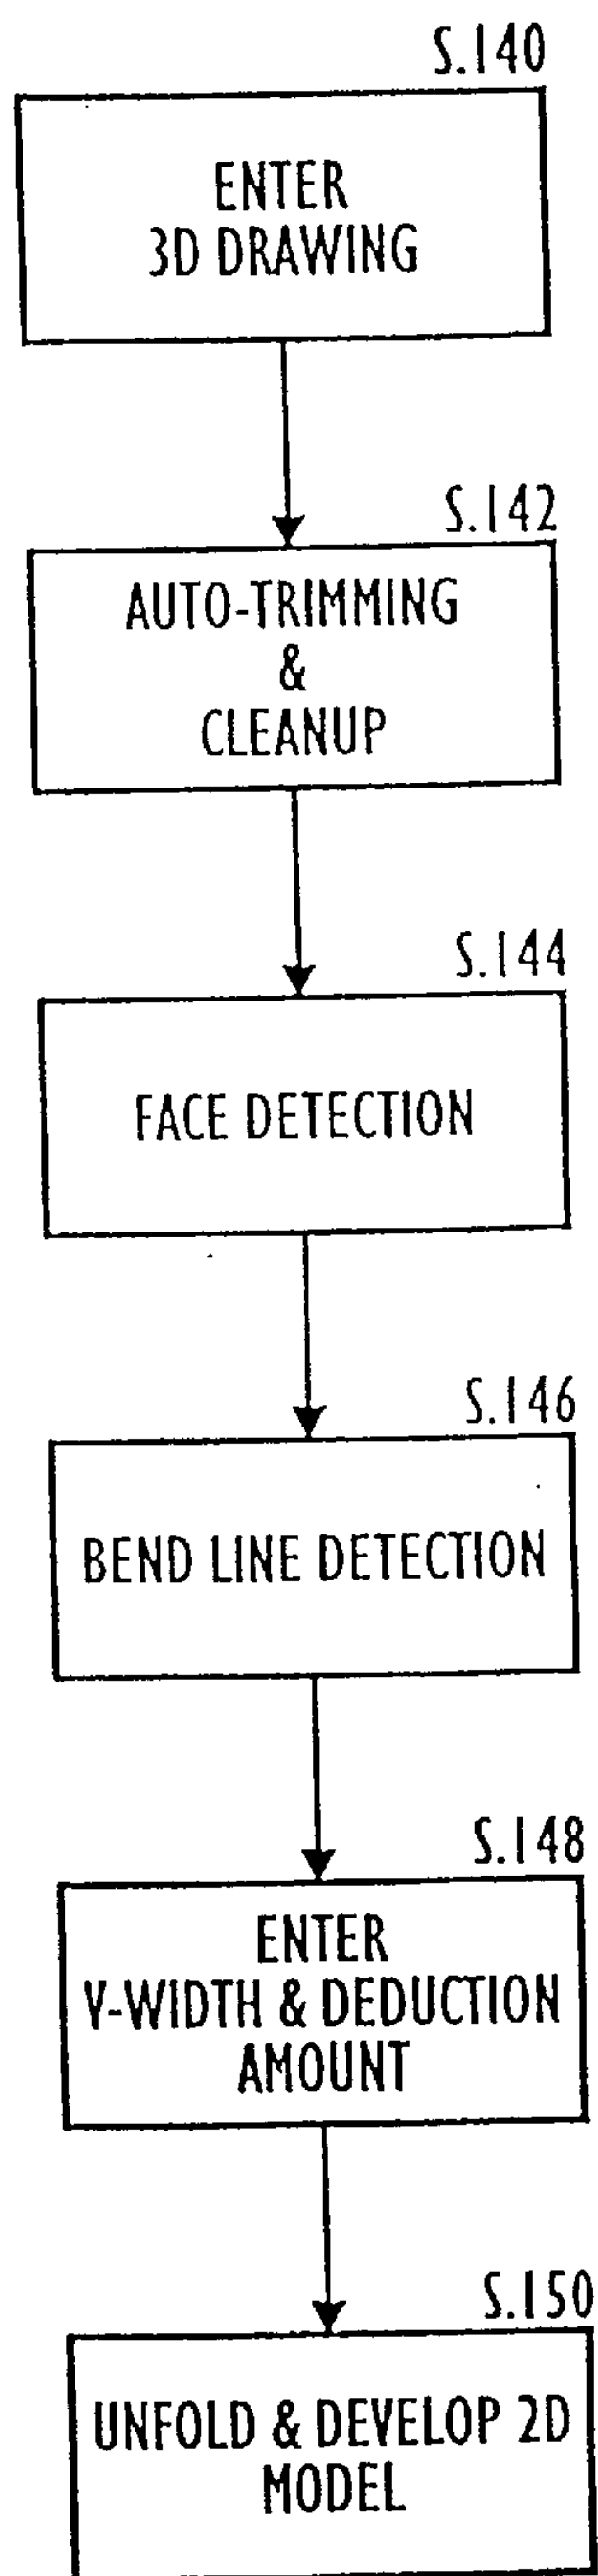 S.140
ENTER
3D DRAWING
S.142
AUTO-TRIMMING
&
CLEANUP
S.144
FACE DETECTION
S.146
BEND LINE DETECTION
S.148
ENTER
V-WIDTH & DEDUCTION
AMOUNT
S.150
UNFOLD & DEVELOP 2D
MODEL